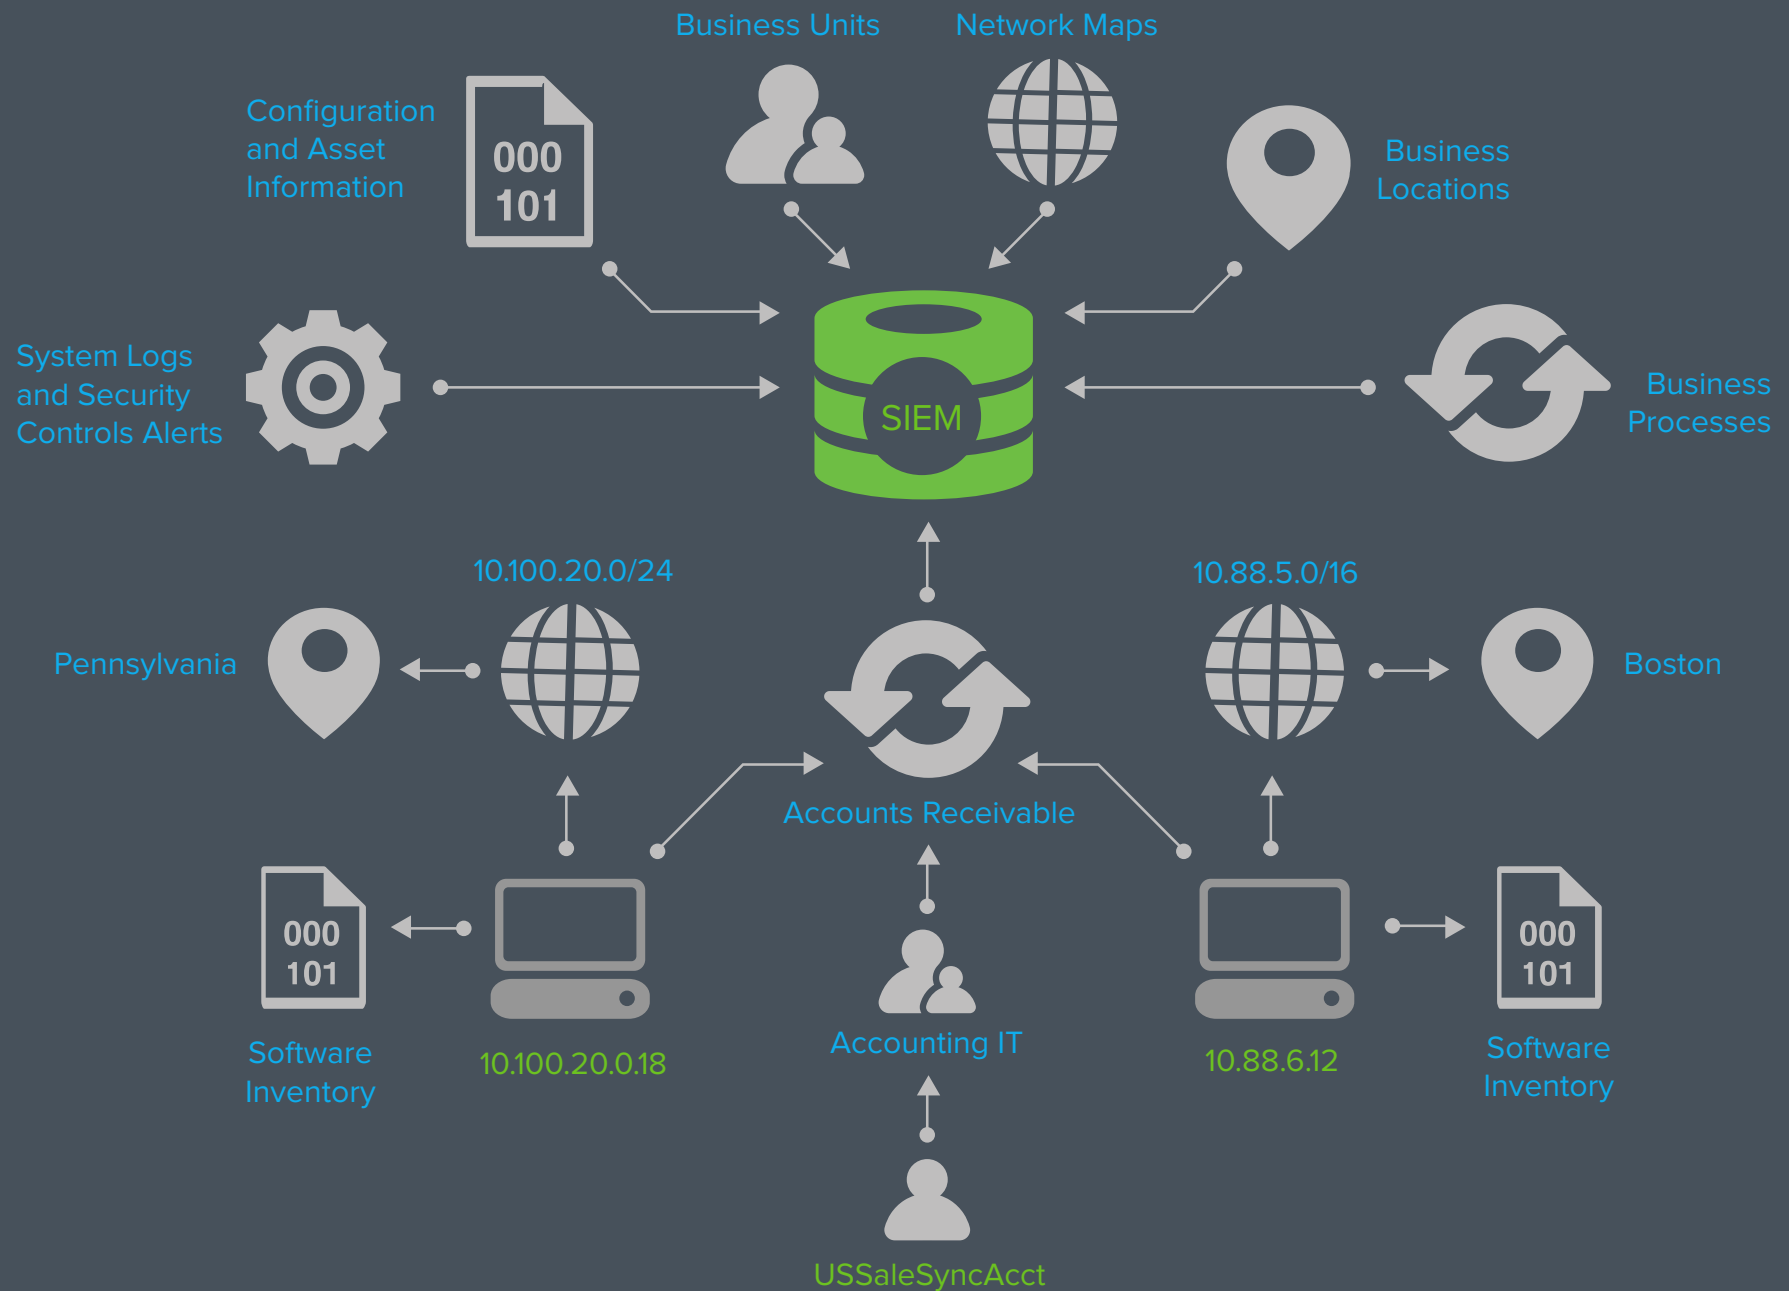 Business Units
Network Maps
Configuration
and Asset
Information
000
101
Business
Locations
System Logs
and Security
Controls Alerts
SIEM
Business
Processes
10.100.20.0/24
10.88.5.0/16
Pennsylvania
Boston
Accounts Receivable
000
101
000
101
Software
Inventory
10.100.20.0.18
Accounting IT
10.88.6.12
Software
Inventory
USSaleSyncAcct